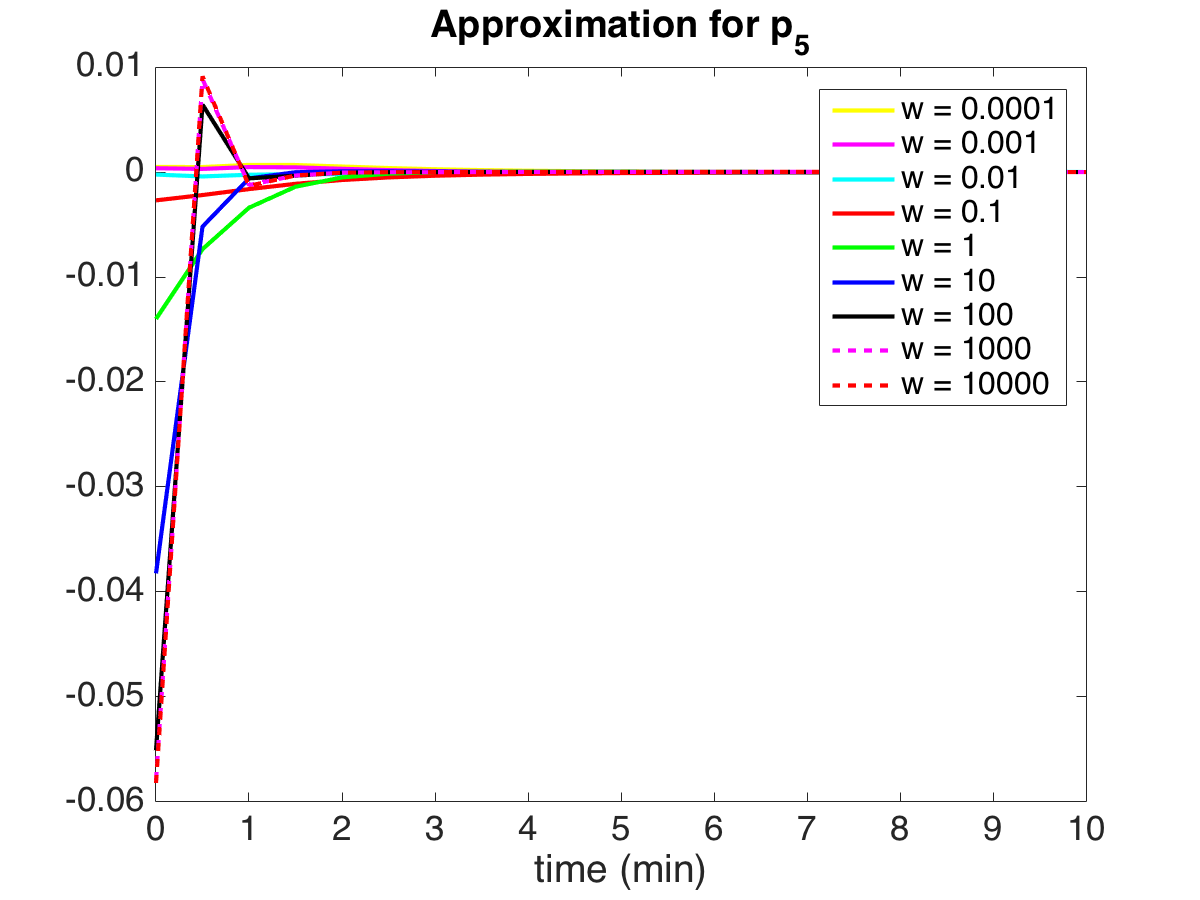 Approximation for p5
0.01
0
-0.01
-0.02
-0.03
-0.04
-0.05
-0.06
w = 0.0001
w = 0.001
w = 0.01
w = 0.1
w = 1
w = 10
w = 100
w = 1000
w = 10000
0 1 2 3 4 5 6 7 8 9 10
time (min)